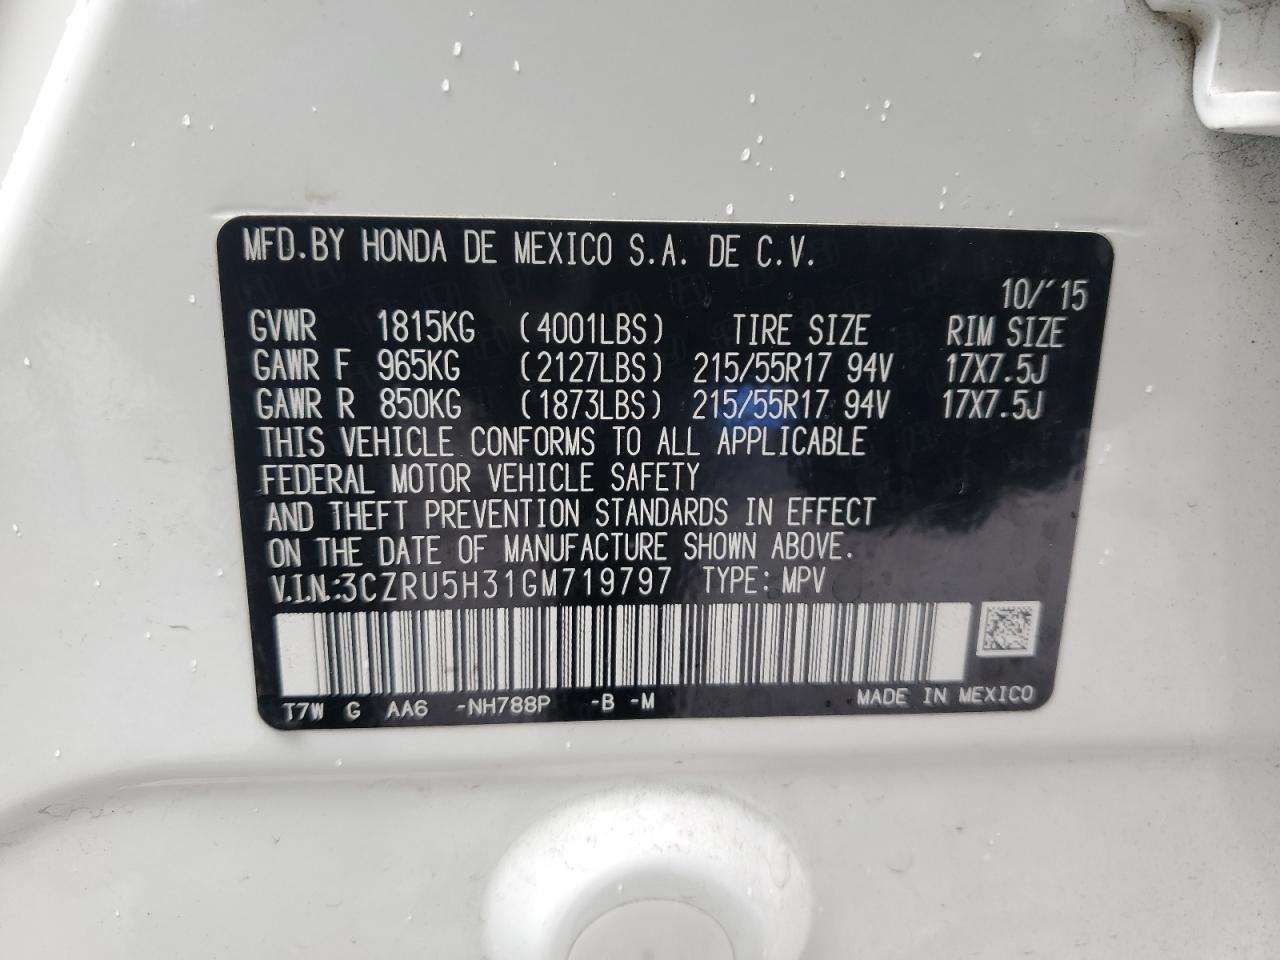 MFD.BY HONDA DE MEXICO S.A. DE C.V.
10/´15
GVWR 1815KG (4001LBS) TIRE SIZE RIM SIZE
GAWR F 965KG (2127LBS) 215/55R17 94V 17X7.5J
GAWR R 850KG (1873LBS) 215/55R17 94V 17X7.5J
THIS VEHICLE CONFORMS TO ALL APPLICABLE
FEDERAL MOTOR VEHICLE SAFETY
AND THEFT PREVENTION STANDARDS IN EFFECT
ON THE DATE OF MANUFACTURE SHOWN ABOVE.
V.I.N.:3CZRU5H31GM719797 TYPE: MPV
T7W G AA6 -NH788P -B -M MADE IN MEXICO